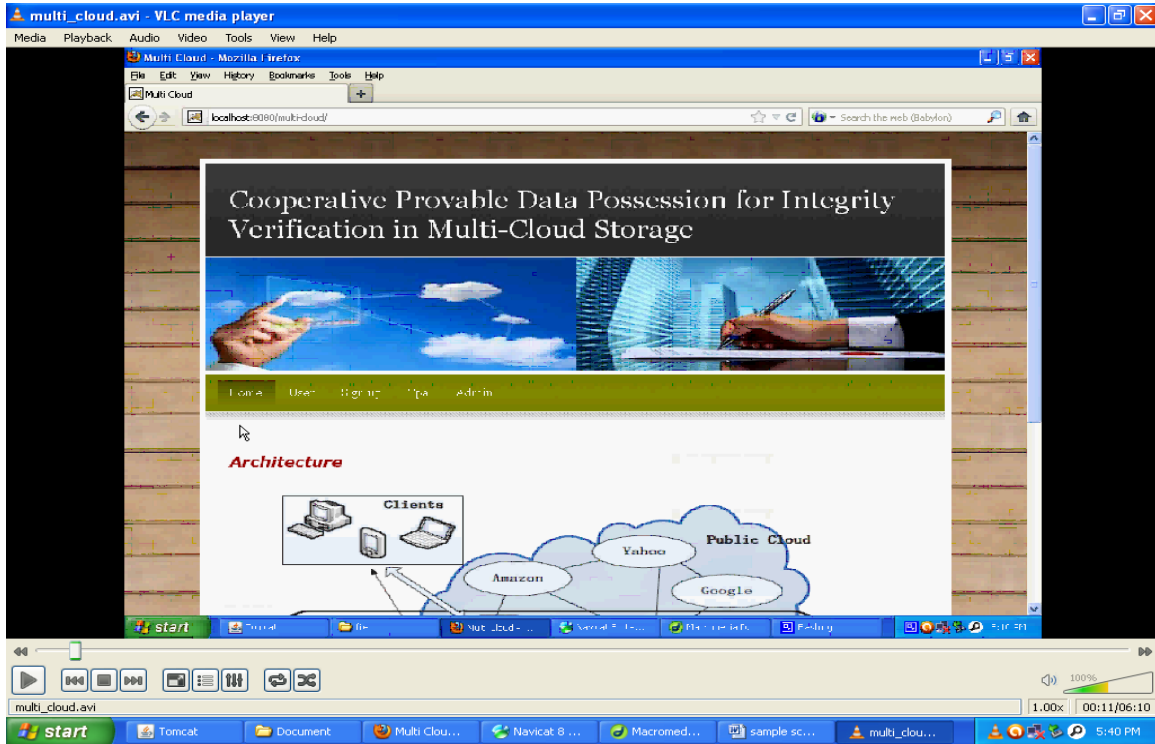 multi_cloud.avi - VLC media player
Media Playback Audio Video Tools View Help
Multi Cloud - Mozilla Firefox
File Edit View History Bookmarks Tools Help
Multi Cloud
localhost:8080/multi-cloud/
Search the web (Babylon)
Cooperative Provable Data Possession for Integrity
Verification in Multi-Cloud Storage
Home User Signup Tpa Admin
Architecture
Clients
Public Cloud
Yahoo
Amazon
Google
start Tomcat
100%
multi_cloud.avi 1.00x 00:11/06:10
start Tomcat Document Multi Clou... Navicat 8 ... Macromed... sample sc... multi_clou... 5:40 PM